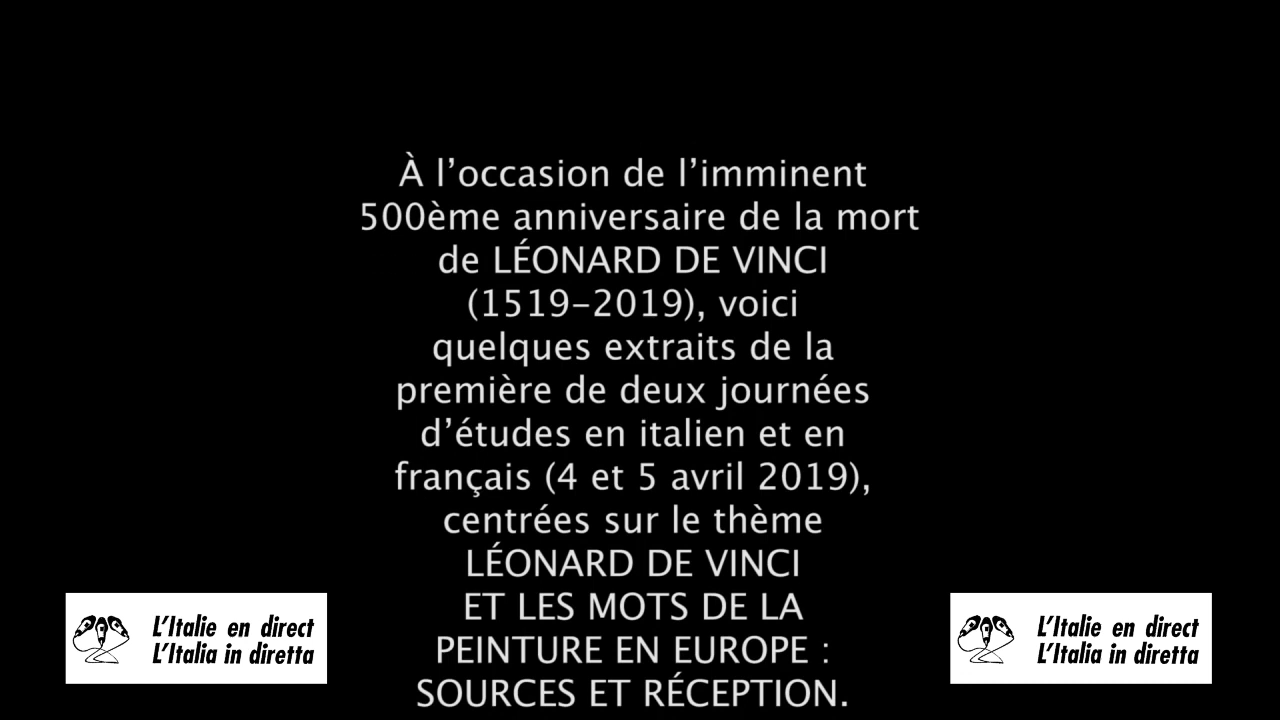 À l’occasion de l’imminent
500ème anniversaire de la mort
de LÉONARD DE VINCI
(1519-2019), voici
quelques extraits de la
première de deux journées
d’études en italien et en
français (4 et 5 avril 2019),
centrées sur le thème
LÉONARD DE VINCI
ET LES MOTS DE LA
PEINTURE EN EUROPE :
SOURCES ET RÉCEPTION.
L’Italie en direct
L’Italia in diretta
L’Italie en direct
L’Italia in diretta